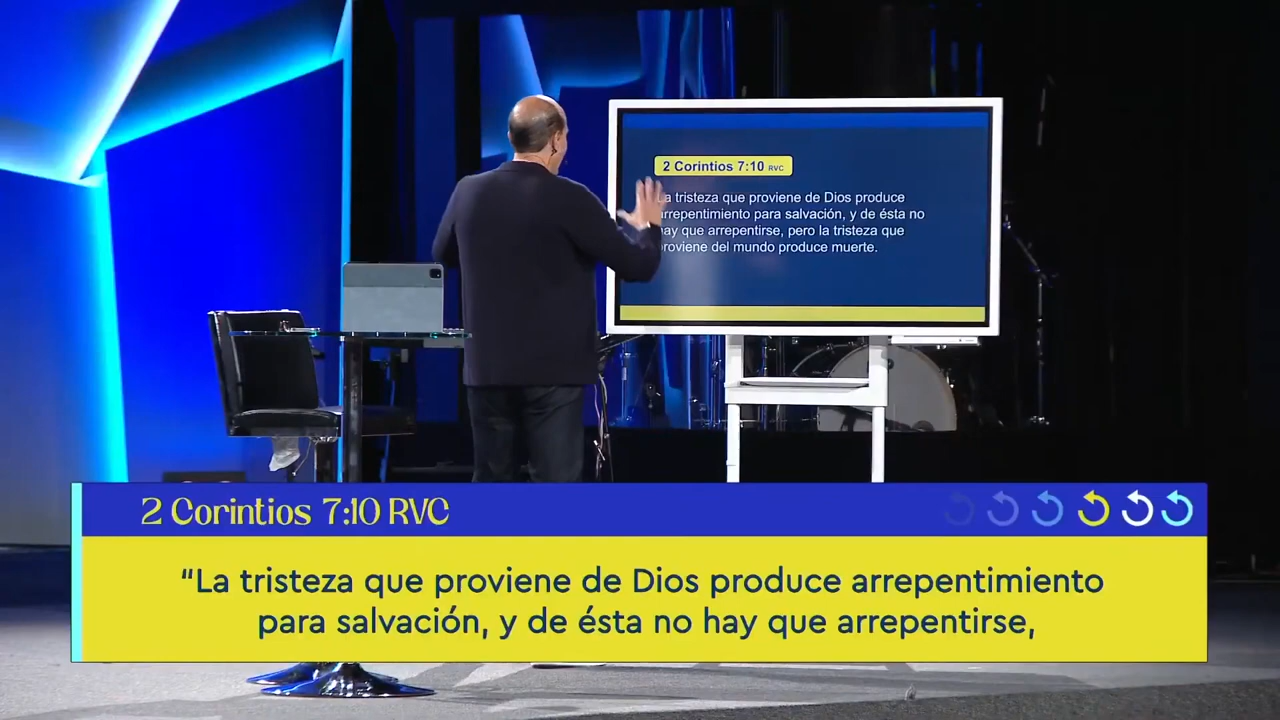 2 Corintios 7:10 RVC
La tristeza que proviene de Dios produce
arrepentimiento para salvación, y de ésta no
hay que arrepentirse, pero la tristeza que
proviene del mundo produce muerte.
2 Corintios 7:10 RVC
“La tristeza que proviene de Dios produce arrepentimiento
para salvación, y de ésta no hay que arrepentirse,